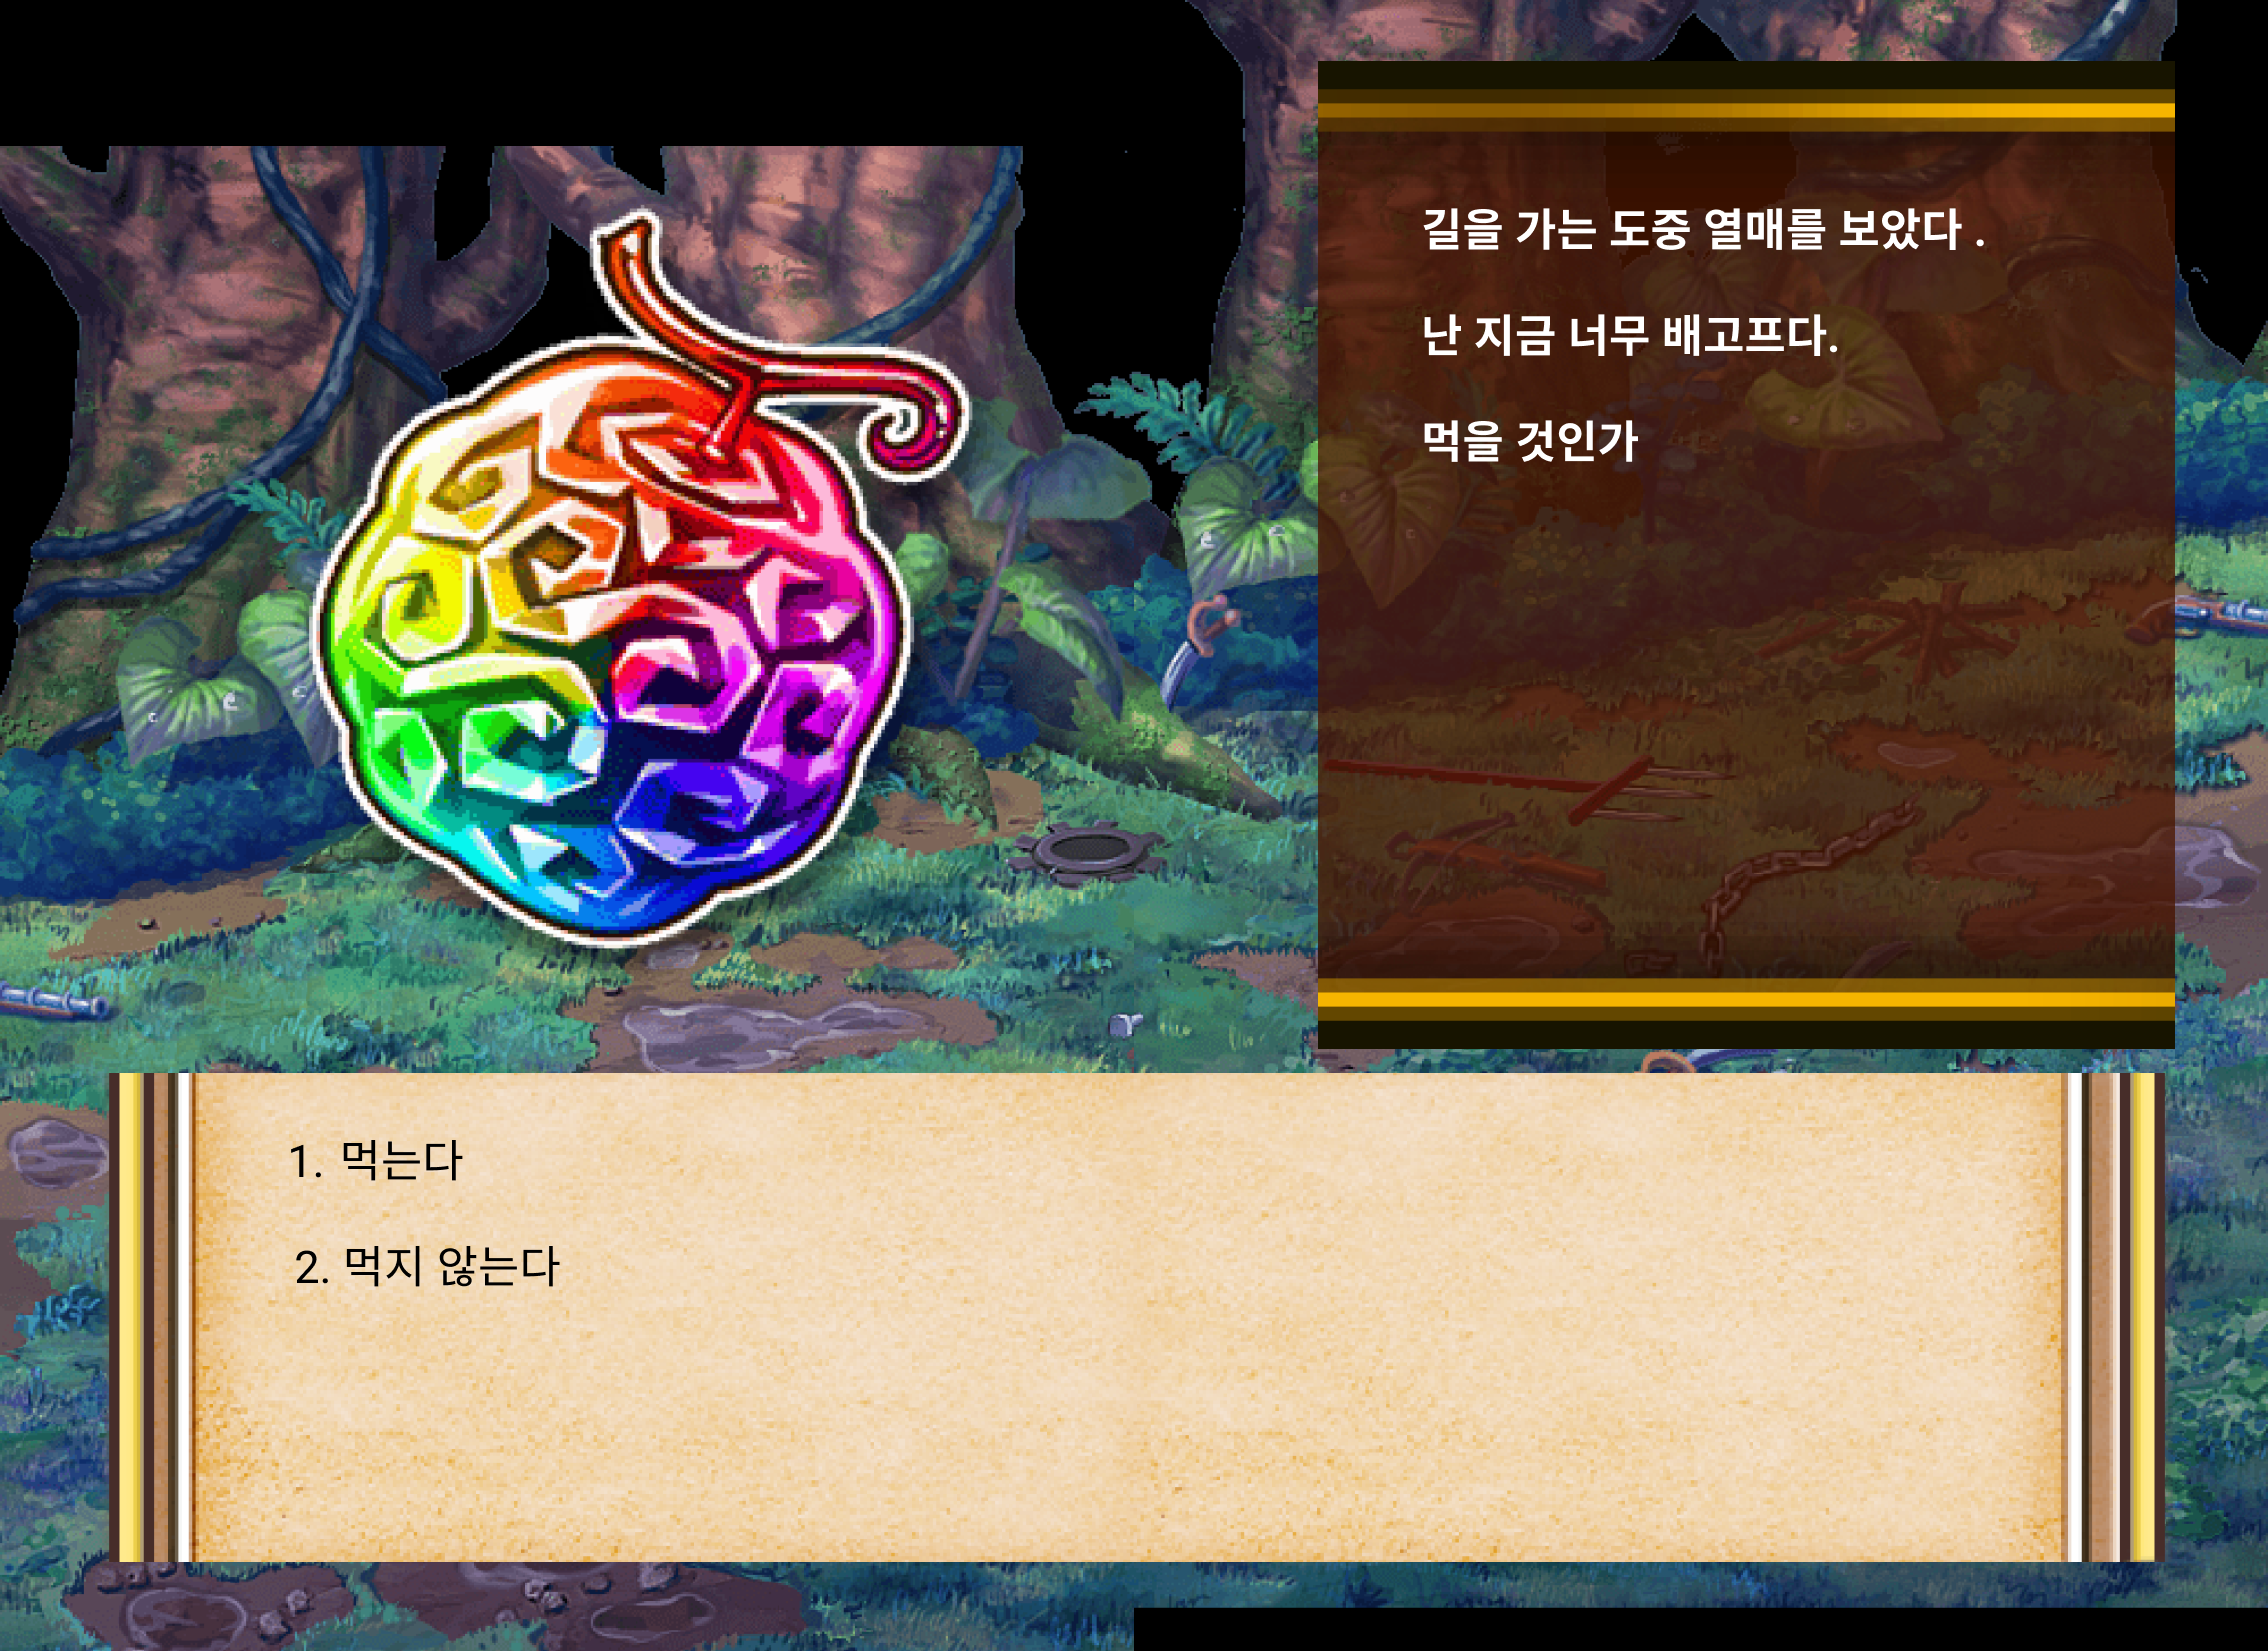 길을 가는 도중 열매를 보았다 .
난 지금 너무 배고프다.
먹을 것인가
1. 먹는다
2. 먹지 않는다